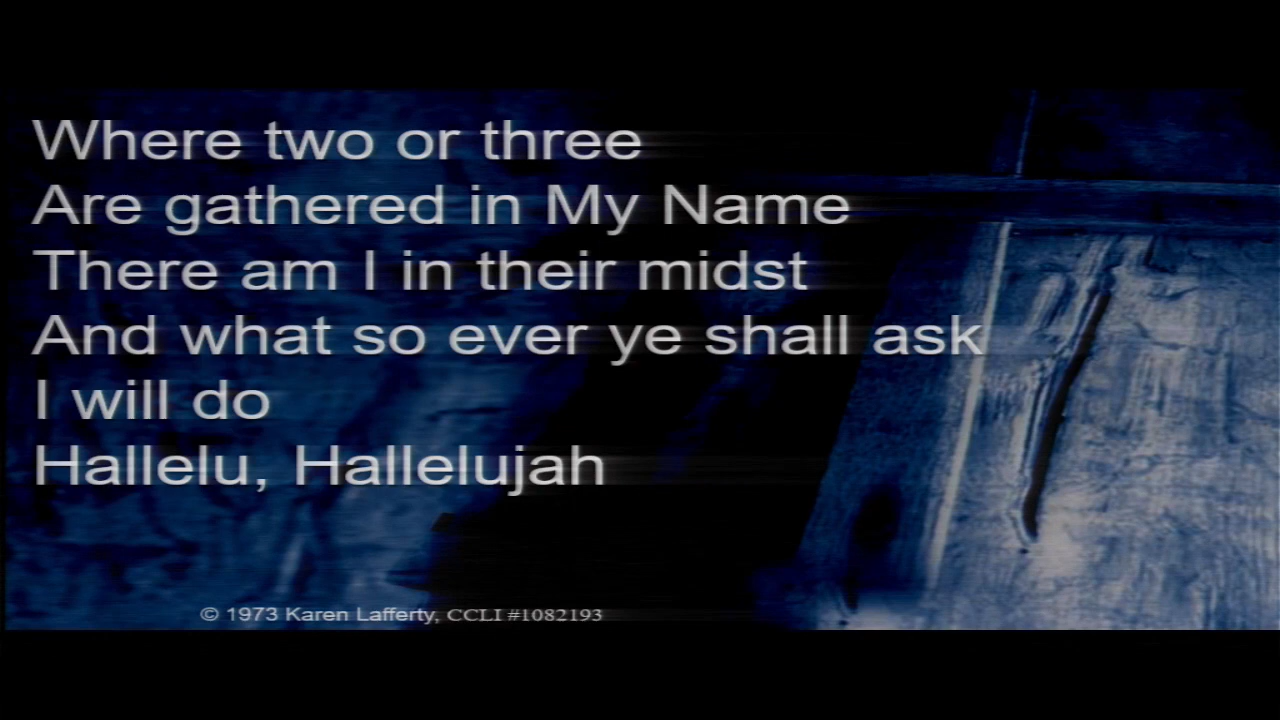 Where two or three
Are gathered in My Name
There am I in their midst
And what so ever ye shall ask
I will do
Hallelu, Hallelujah
© 1973 Karen Lafferty, CCLI #1082193